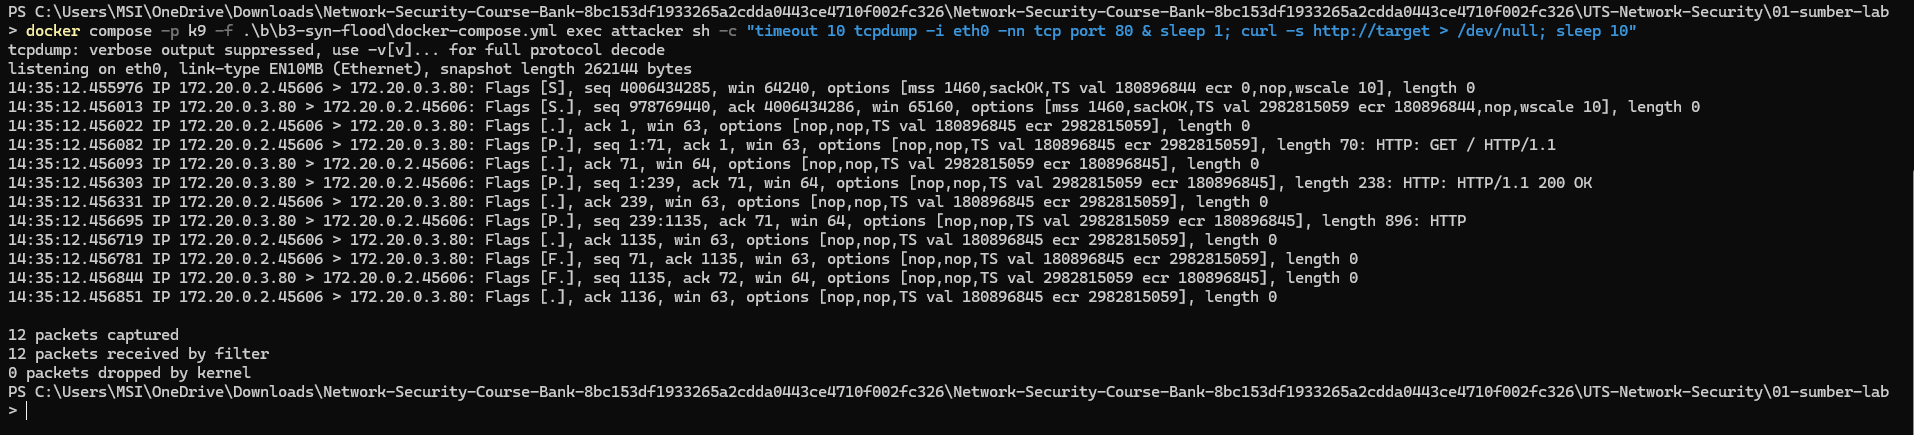 PS C:\Users\MSI\OneDrive\Downloads\Network-Security-Course-Bank-8bc153df1933265a2cdda0443ce4710f002fc326\Network-Security-Course-Bank-8bc153df1933265a2cdda0443ce4710f002fc326\UTS-Network-Security\01-sumber-lab
> docker compose -p k9 -f .\b\b3-syn-flood\docker-compose.yml exec attacker sh -c "timeout 10 tcpdump -i eth0 -nn tcp port 80 & sleep 1; curl -s http://target > /dev/null; sleep 10"
tcpdump: verbose output suppressed, use -v[v]... for full protocol decode
listening on eth0, link-type EN10MB (Ethernet), snapshot length 262144 bytes
14:35:12.455976 IP 172.20.0.2.45606 > 172.20.0.3.80: Flags [S], seq 4006434285, win 64240, options [mss 1460,sackOK,TS val 180896844 ecr 0,nop,wscale 10], length 0
14:35:12.456013 IP 172.20.0.3.80 > 172.20.0.2.45606: Flags [S.], seq 978769440, ack 4006434286, win 65160, options [mss 1460,sackOK,TS val 2982815059 ecr 180896844,nop,wscale 10], length 0
14:35:12.456022 IP 172.20.0.2.45606 > 172.20.0.3.80: Flags [.], ack 1, win 63, options [nop,nop,TS val 180896845 ecr 2982815059], length 0
14:35:12.456082 IP 172.20.0.2.45606 > 172.20.0.3.80: Flags [P.], seq 1:71, ack 1, win 63, options [nop,nop,TS val 180896845 ecr 2982815059], length 70: HTTP: GET / HTTP/1.1
14:35:12.456093 IP 172.20.0.3.80 > 172.20.0.2.45606: Flags [.], ack 71, win 64, options [nop,nop,TS val 2982815059 ecr 180896845], length 0
14:35:12.456303 IP 172.20.0.3.80 > 172.20.0.2.45606: Flags [P.], seq 1:239, ack 71, win 64, options [nop,nop,TS val 2982815059 ecr 180896845], length 238: HTTP: HTTP/1.1 200 OK
14:35:12.456331 IP 172.20.0.2.45606 > 172.20.0.3.80: Flags [.], ack 239, win 63, options [nop,nop,TS val 180896845 ecr 2982815059], length 0
14:35:12.456695 IP 172.20.0.3.80 > 172.20.0.2.45606: Flags [P.], seq 239:1135, ack 71, win 64, options [nop,nop,TS val 2982815059 ecr 180896845], length 896: HTTP
14:35:12.456719 IP 172.20.0.2.45606 > 172.20.0.3.80: Flags [.], ack 1135, win 63, options [nop,nop,TS val 180896845 ecr 2982815059], length 0
14:35:12.456781 IP 172.20.0.2.45606 > 172.20.0.3.80: Flags [F.], seq 71, ack 1135, win 63, options [nop,nop,TS val 180896845 ecr 2982815059], length 0
14:35:12.456844 IP 172.20.0.3.80 > 172.20.0.2.45606: Flags [F.], seq 1135, ack 72, win 64, options [nop,nop,TS val 2982815059 ecr 180896845], length 0
14:35:12.456851 IP 172.20.0.2.45606 > 172.20.0.3.80: Flags [.], ack 1136, win 63, options [nop,nop,TS val 180896845 ecr 2982815059], length 0
12 packets captured
12 packets received by filter
0 packets dropped by kernel
PS C:\Users\MSI\OneDrive\Downloads\Network-Security-Course-Bank-8bc153df1933265a2cdda0443ce4710f002fc326\Network-Security-Course-Bank-8bc153df1933265a2cdda0443ce4710f002fc326\UTS-Network-Security\01-sumber-lab
>